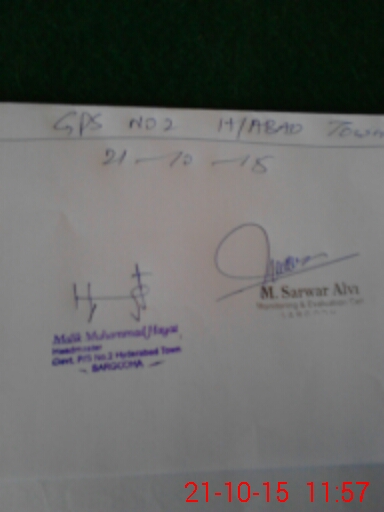 GPS NO 2 H/ABAD Town
21-10-15
M. Sarwar Alvi
Monitoring & Evaluation
Malik Muhammad Hayat
Headmaster
Govt. P/S No.2 Hyderabad Town
SARGODHA
21-10-15 11:57